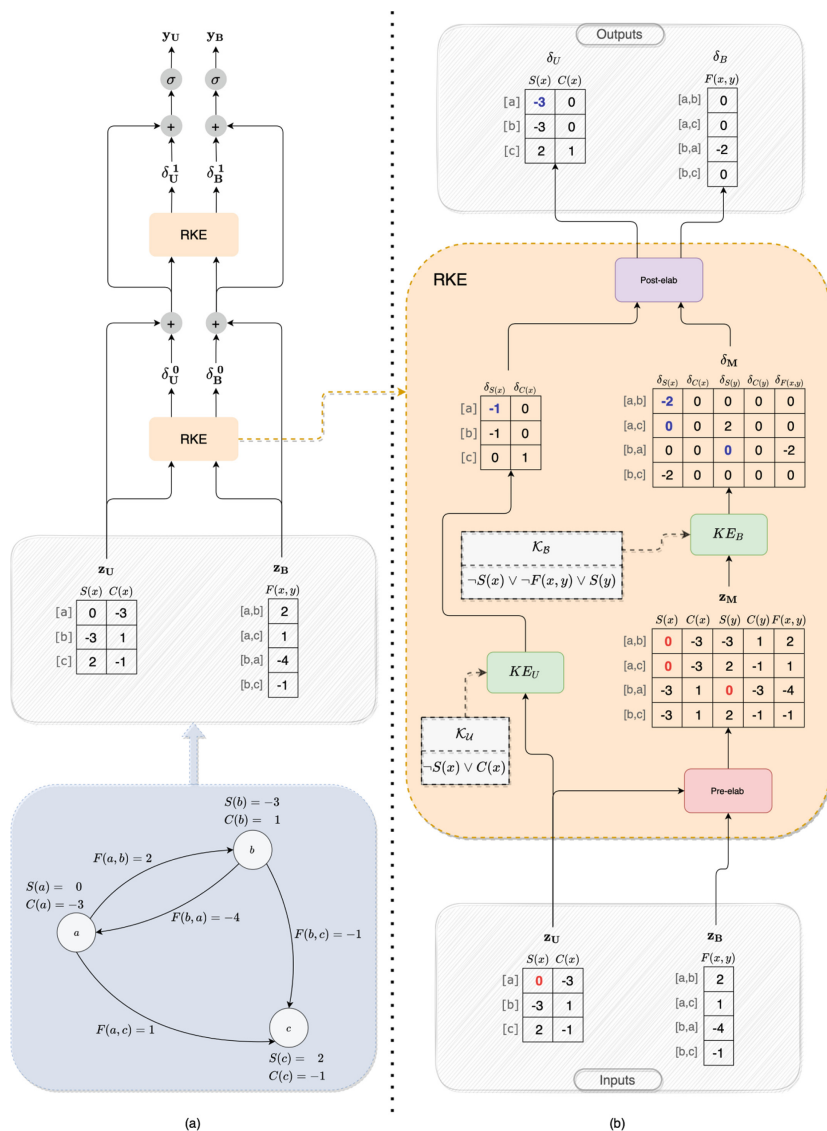 y_U y_B
σ σ
+ +
δ_U^1 δ_B^1
RKE
+ +
δ_U^0 δ_B^0
RKE
z_U z_B
S(x) C(x)
[a] 0 -3
[b] -3 1
[c] 2 -1
F(x, y)
[a,b] 2
[a,c] 1
[b,a] -4
[b,c] -1
S(b) = −3
C(b) = 1
b
F(a, b) = 2
S(a) = 0
C(a) = −3
a
F(b, a) = −4
F(b, c) = −1
F(a, c) = 1
c
S(c) = 2
C(c) = −1
(a)
Outputs
δ_U δ_B
S(x) C(x)
[a] -3 0
[b] -3 0
[c] 2 1
F(x, y)
[a,b] 0
[a,c] 0
[b,a] -2
[b,c] 0
RKE
Post-elab
δ_M
δ_S(x) δ_C(x)
[a] -1 0
[b] -1 0
[c] 0 1
δ_S(x) δ_C(x) δ_S(y) δ_C(y) δ_F(x,y)
[a,b] -2 0 0 0 0
[a,c] 0 0 2 0 0
[b,a] 0 0 0 0 -2
[b,c] -2 0 0 0 0
K_B
¬S(x) ∨ ¬F(x, y) ∨ S(y)
KE_B
z_M
S(x) C(x) S(y) C(y) F(x, y)
[a,b] 0 -3 -3 1 2
[a,c] 0 -3 2 -1 1
[b,a] -3 1 0 -3 -4
[b,c] -3 1 2 -1 -1
KE_U
K_U
¬S(x) ∨ C(x)
Pre-elab
z_U z_B
S(x) C(x)
[a] 0 -3
[b] -3 1
[c] 2 -1
F(x, y)
[a,b] 2
[a,c] 1
[b,a] -4
[b,c] -1
Inputs
(b)